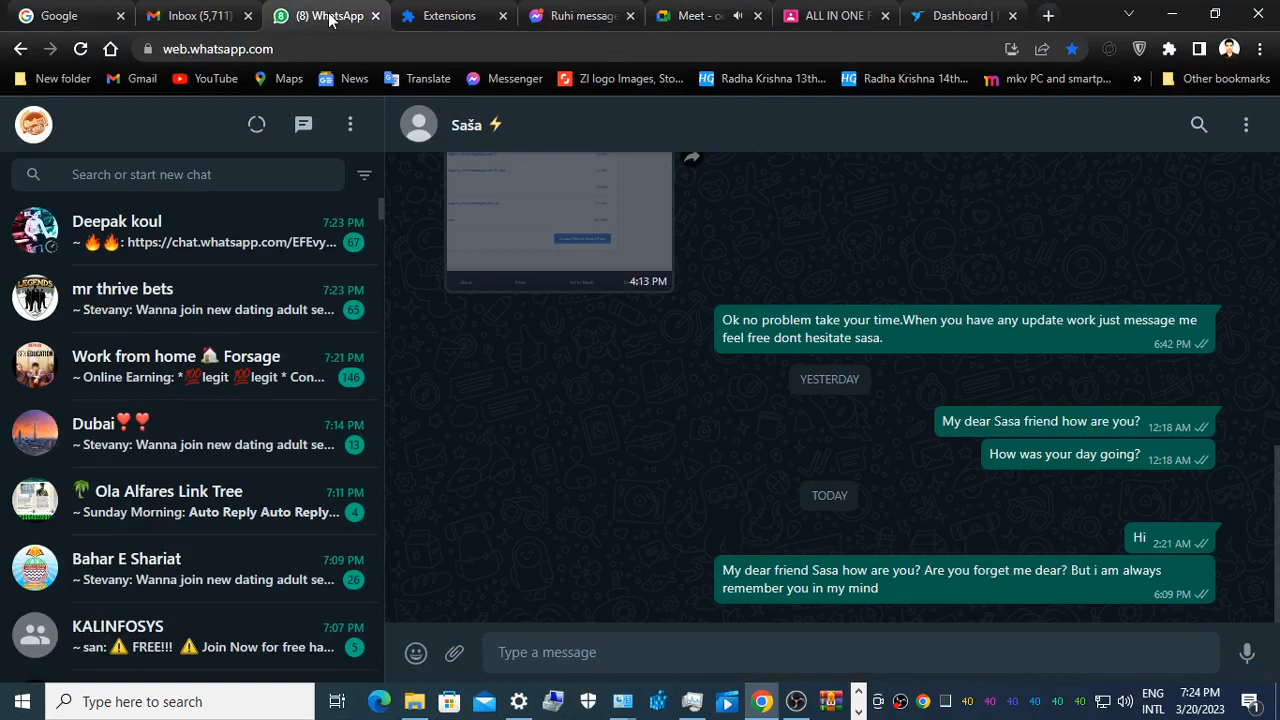 Google
Inbox (5,711)
(8) WhatsApp
Extensions
Ruhi message
Meet - o
ALL IN ONE F
Dashboard | F
web.whatsapp.com
New folder
Gmail
YouTube
Maps
News
Translate
Messenger
ZI logo Images, Sto...
Radha Krishna 13th...
Radha Krishna 14th...
mkv PC and smartp...
Other bookmarks
Saša ⚡
Search or start new chat
Deepak koul
7:23 PM
~ 🔥🔥: https://chat.whatsapp.com/EFEvy...
67
mr thrive bets
7:23 PM
~ Stevany: Wanna join new dating adult se...
65
Work from home 🏠 Forsage
7:21 PM
~ Online Earning: *💯legit 💯legit * Con...
146
Dubai❣️❣️
7:14 PM
~ Stevany: Wanna join new dating adult se...
13
🌴 Ola Alfares Link Tree
7:11 PM
~ Sunday Morning: Auto Reply Auto Reply...
4
Bahar E Shariat
7:09 PM
~ Stevany: Wanna join new dating adult se...
26
KALINFOSYS
7:07 PM
~ san: ⚠️ FREE!!! ⚠️ Join Now for free ha...
5
4:13 PM
Ok no problem take your time.When you have any update work just message me
feel free dont hesitate sasa.
6:42 PM
YESTERDAY
My dear Sasa friend how are you?
12:18 AM
How was your day going?
12:18 AM
TODAY
Hi
2:21 AM
My dear friend Sasa how are you? Are you forget me dear? But i am always
remember you in my mind
6:09 PM
Type a message
Type here to search
40 40 40 40
ENG
INTL
7:24 PM
3/20/2023
1